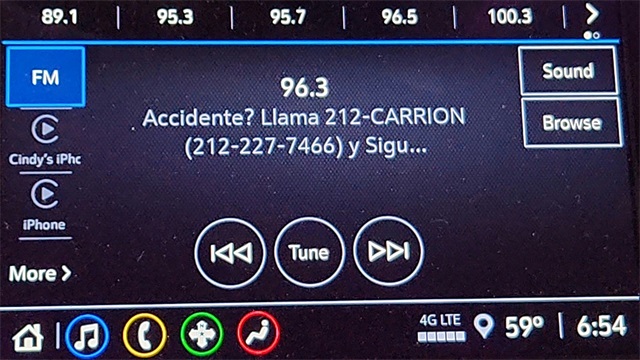 89.1 | 95.3 | 95.7 | 96.5 | 100.3 |
FM
96.3
Sound
Accidente? Llama 212-CARRION
(212-227-7466) y Sigu...
Browse
Cindy's iPhc
iPhone
Tune
More
4G LTE
59° | 6:54